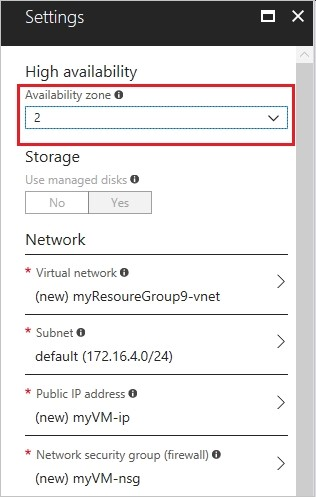 Settings
High availability
Availability zone
2
Storage
Use managed disks
No Yes
Network
* Virtual network
(new) myResoureGroup9-vnet
* Subnet
default (172.16.4.0/24)
* Public IP address
(new) myVM-ip
* Network security group (firewall)
(new) myVM-nsg